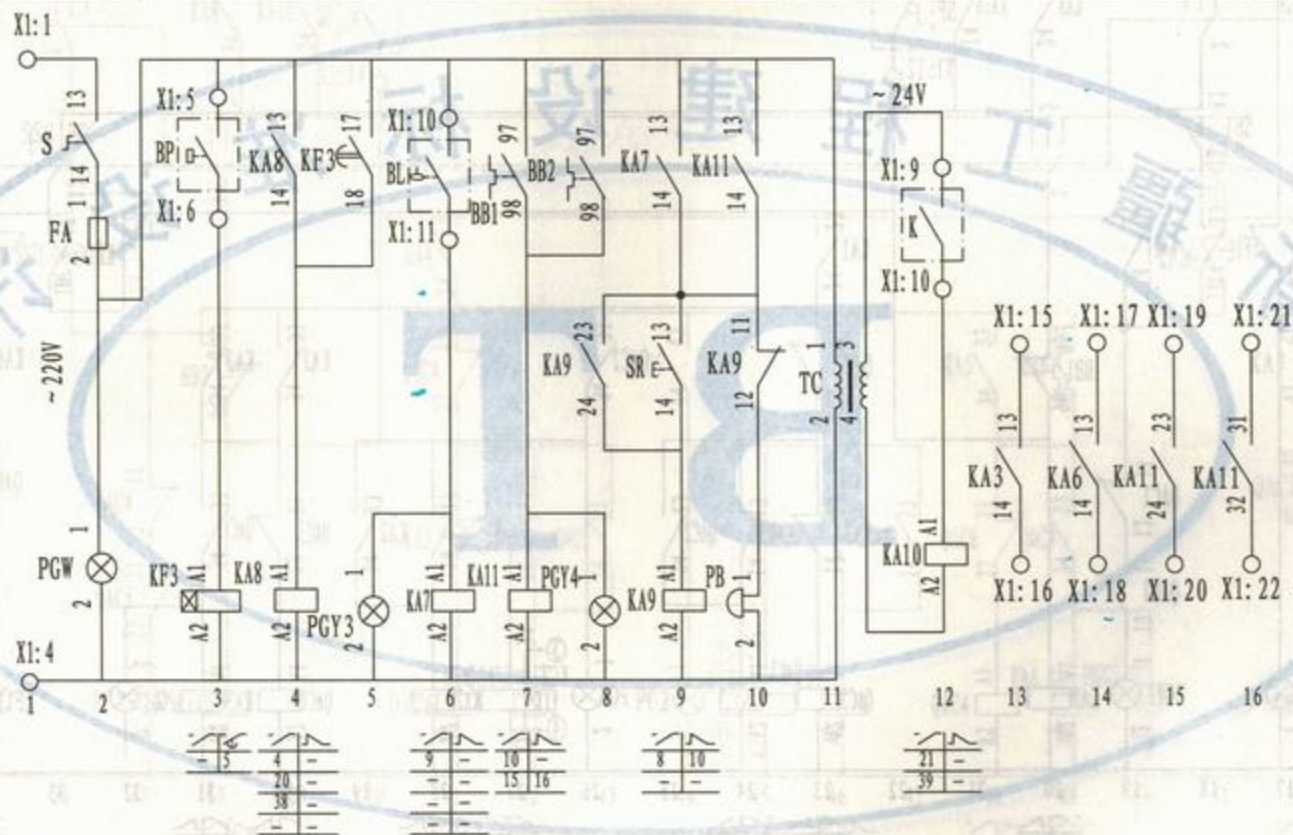 X1:1
13
S
14
1
FA
2
~220V
1
PGW
2
X1:4
X1:5
BP
X1:6
13
KA8
14
17
KF3
18
X1:10
BL
X1:11
97
BB1
98
97
BB2
98
13
KA7
14
13
KA11
14
~24V
X1:9
K
X1:10
23
KA9
24
13
SR
14
11
KA9
12
TC
1
2
3
4
X1:15 X1:17 X1:19 X1:21
13 13 23 31
KA3 KA6 KA11 KA11
14 14 24 32
X1:16 X1:18 X1:20 X1:22
KF3 A1 A2
KA8 A1 A2
PGY3 1 2
KA7 A1 A2
KA11 A1 A2
PGY4 1 2
KA9 A1 A2
PB 1 2
KA10 A1 A2
1 2 3 4 5 6 7 8 9 10 11 12 13 14 15 16
5
4 -
20 -
38 -
- -
9 -
- -
- -
- -
10 -
15 16
8 10
21 -
39 -
工程建设标
疆
设